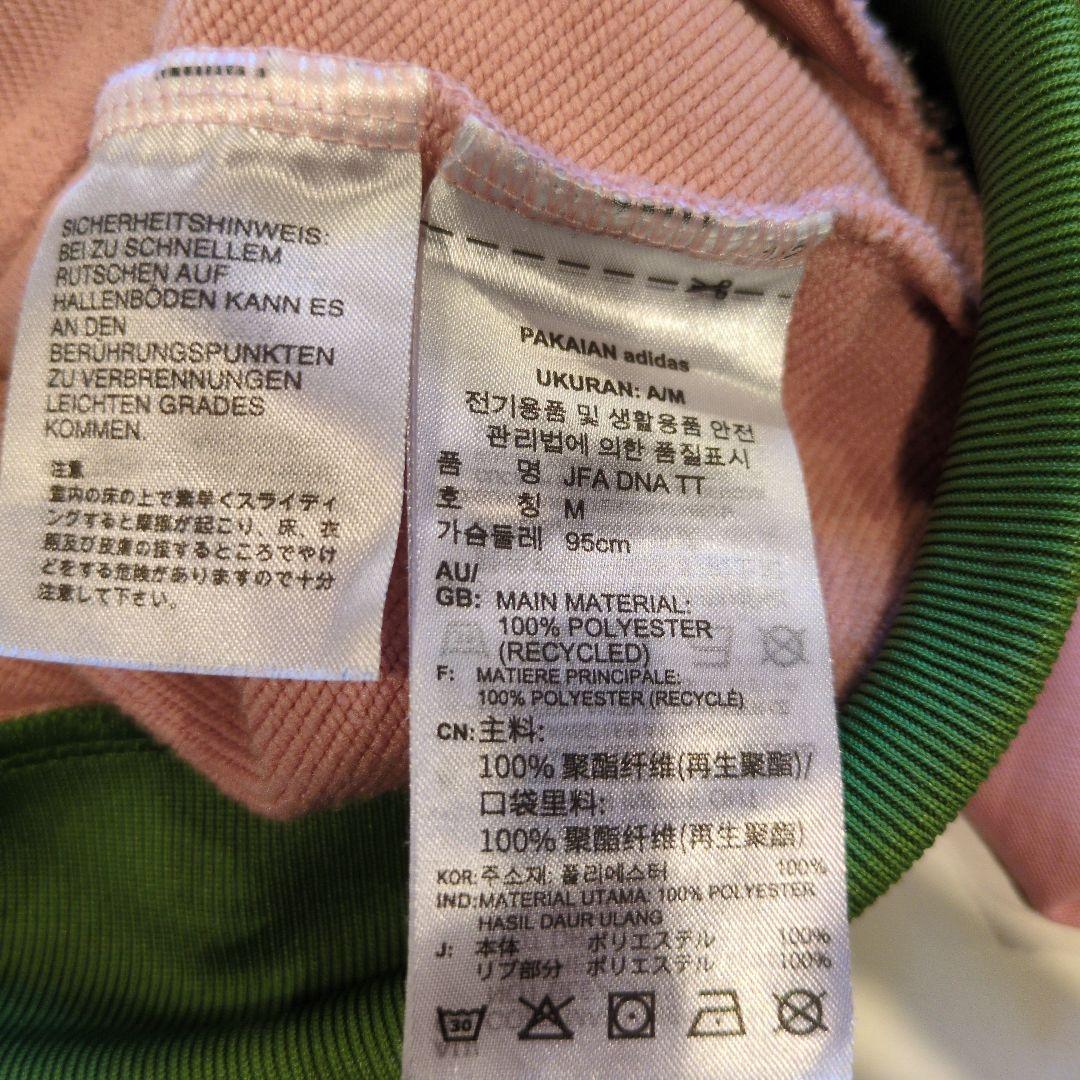 SICHERHEITSHINWEIS:
BEI ZU SCHNELLEM
RUTSCHEN AUF
HALLENBÖDEN KANN ES
AN DEN
BERÜHRUNGSPUNKTEN
ZU VERBRENNUNGEN
LEICHTEN GRADES
KOMMEN.
注意
室内の床の上で素早くスライディ
ングすると摩擦が起こり、床、衣
服及び皮膚の接するところでやけ
どをする危険がありますので十分
注意して下さい。
PAKAIAN adidas
UKURAN: A/M
전기용품 및 생활용품 안전
관리법에 의한 품질표시
품 명 JFA DNA TT
호 칭 M
가슴둘레 95cm
AU/
GB: MAIN MATERIAL:
100% POLYESTER
(RECYCLED)
F: MATIERE PRINCIPALE:
100% POLYESTER (RECYCLÉ)
CN: 主料:
100% 聚酯纤维(再生聚酯)/
口袋里料:
100% 聚酯纤维(再生聚酯)
KOR: 주소재: 폴리에스터 100%
IND: MATERIAL UTAMA: 100% POLYESTER
HASIL DAUR ULANG
J: 本体 ポリエステル 100%
リブ部分 ポリエステル 100%
30